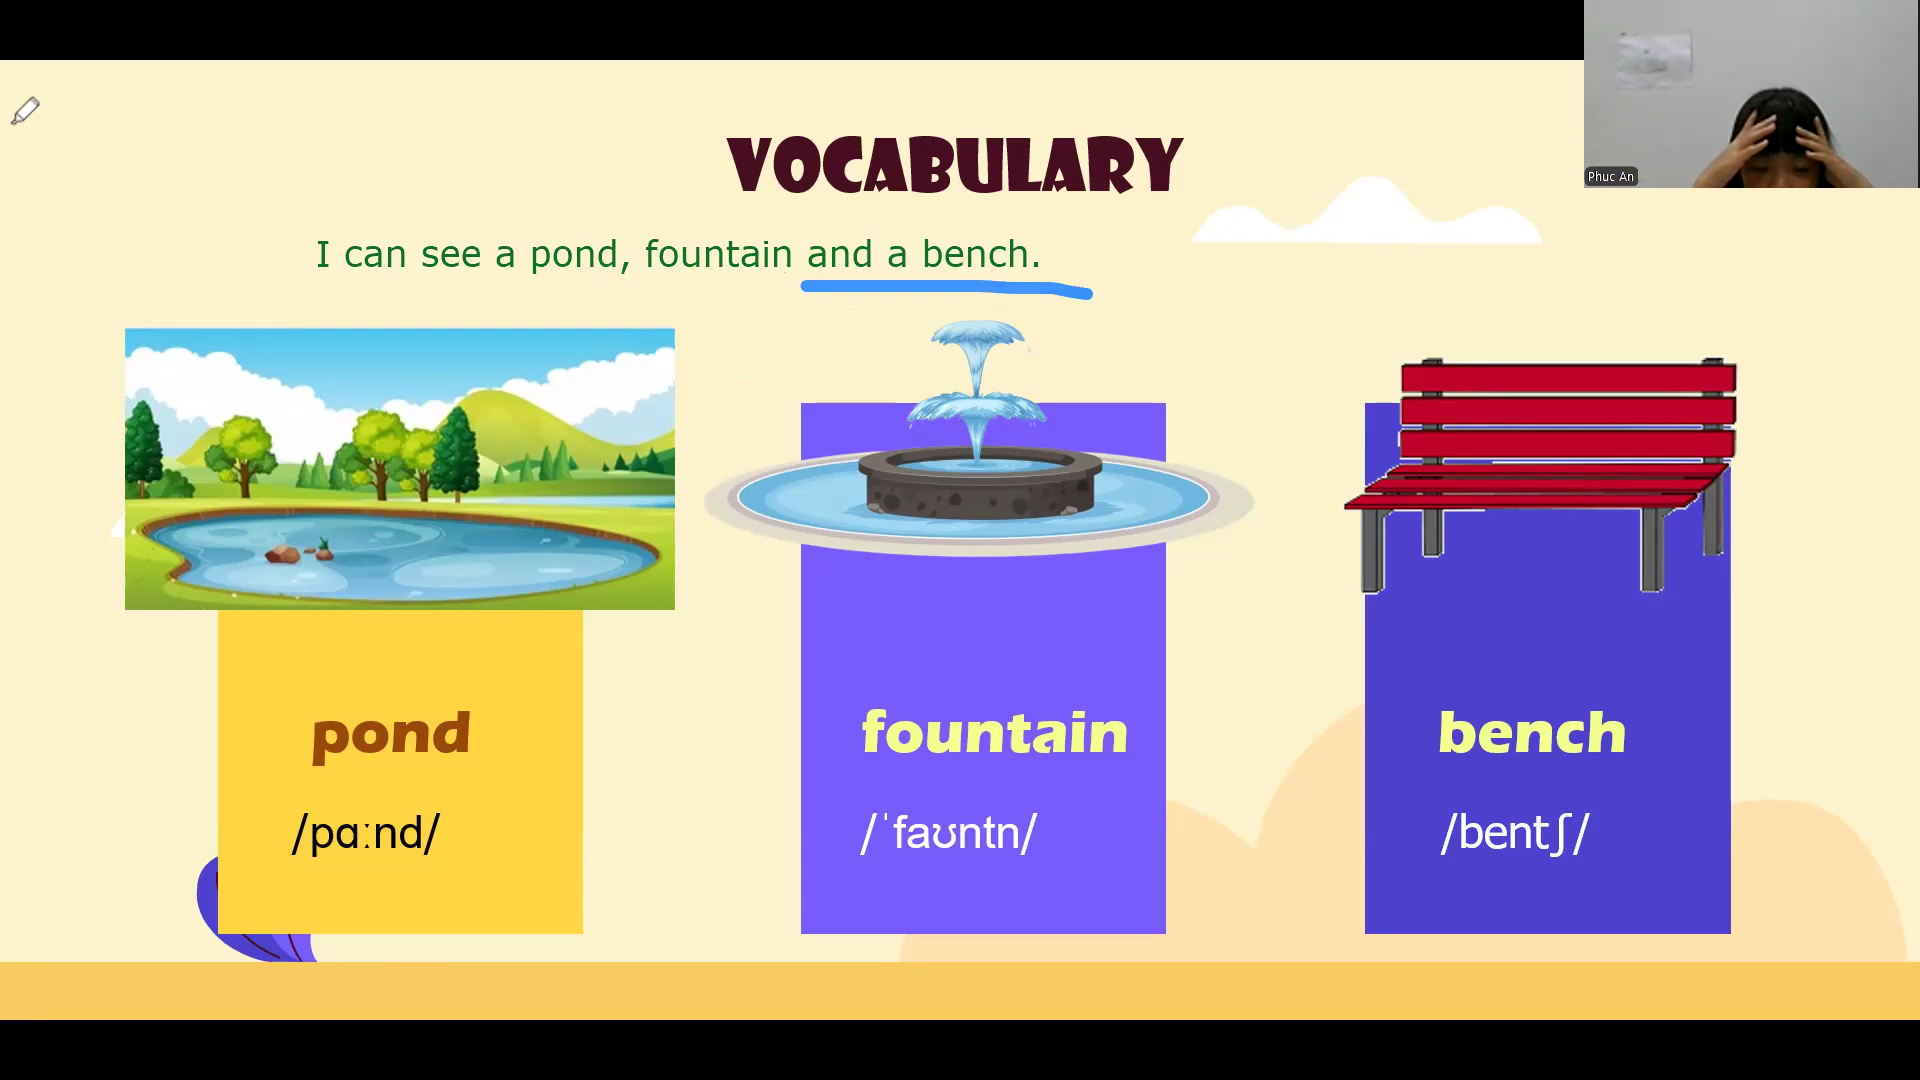 Phuc An
VOCABULARY
I can see a pond, fountain and a bench.
pond
fountain
bench
/pɑːnd/
/ˈfaʊntn/
/bentʃ/